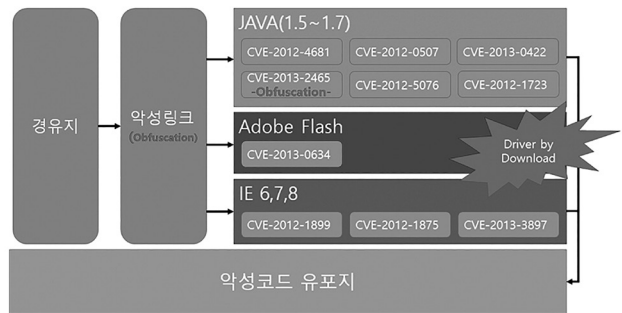 JAVA(1.5~1.7)
CVE-2012-4681
CVE-2012-0507
CVE-2013-0422
CVE-2013-2465
-Obfuscation-
CVE-2012-5076
CVE-2012-1723
경유지
악성링크
(Obfuscation)
Adobe Flash
CVE-2013-0634
Driver by
Download
IE 6,7,8
CVE-2012-1899
CVE-2012-1875
CVE-2013-3897
악성코드 유포지